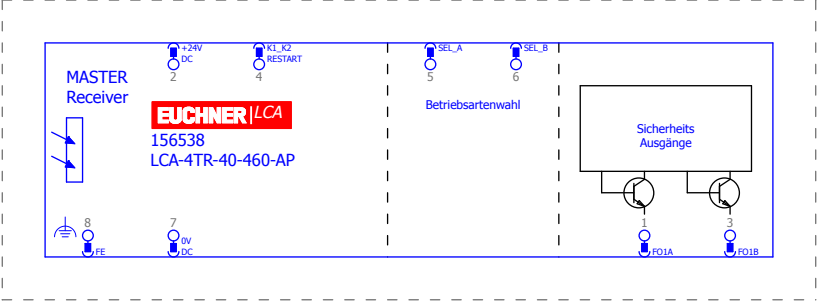 +24V
DC
2
K1_K2
RESTART
4
SEL_A
5
SEL_B
6
MASTER
Receiver
EUCHNER LCA
156538
LCA-4TR-40-460-AP
Betriebsartenwahl
Sicherheits
Ausgänge
8
FE
7
0V
DC
1
FO1A
3
FO1B